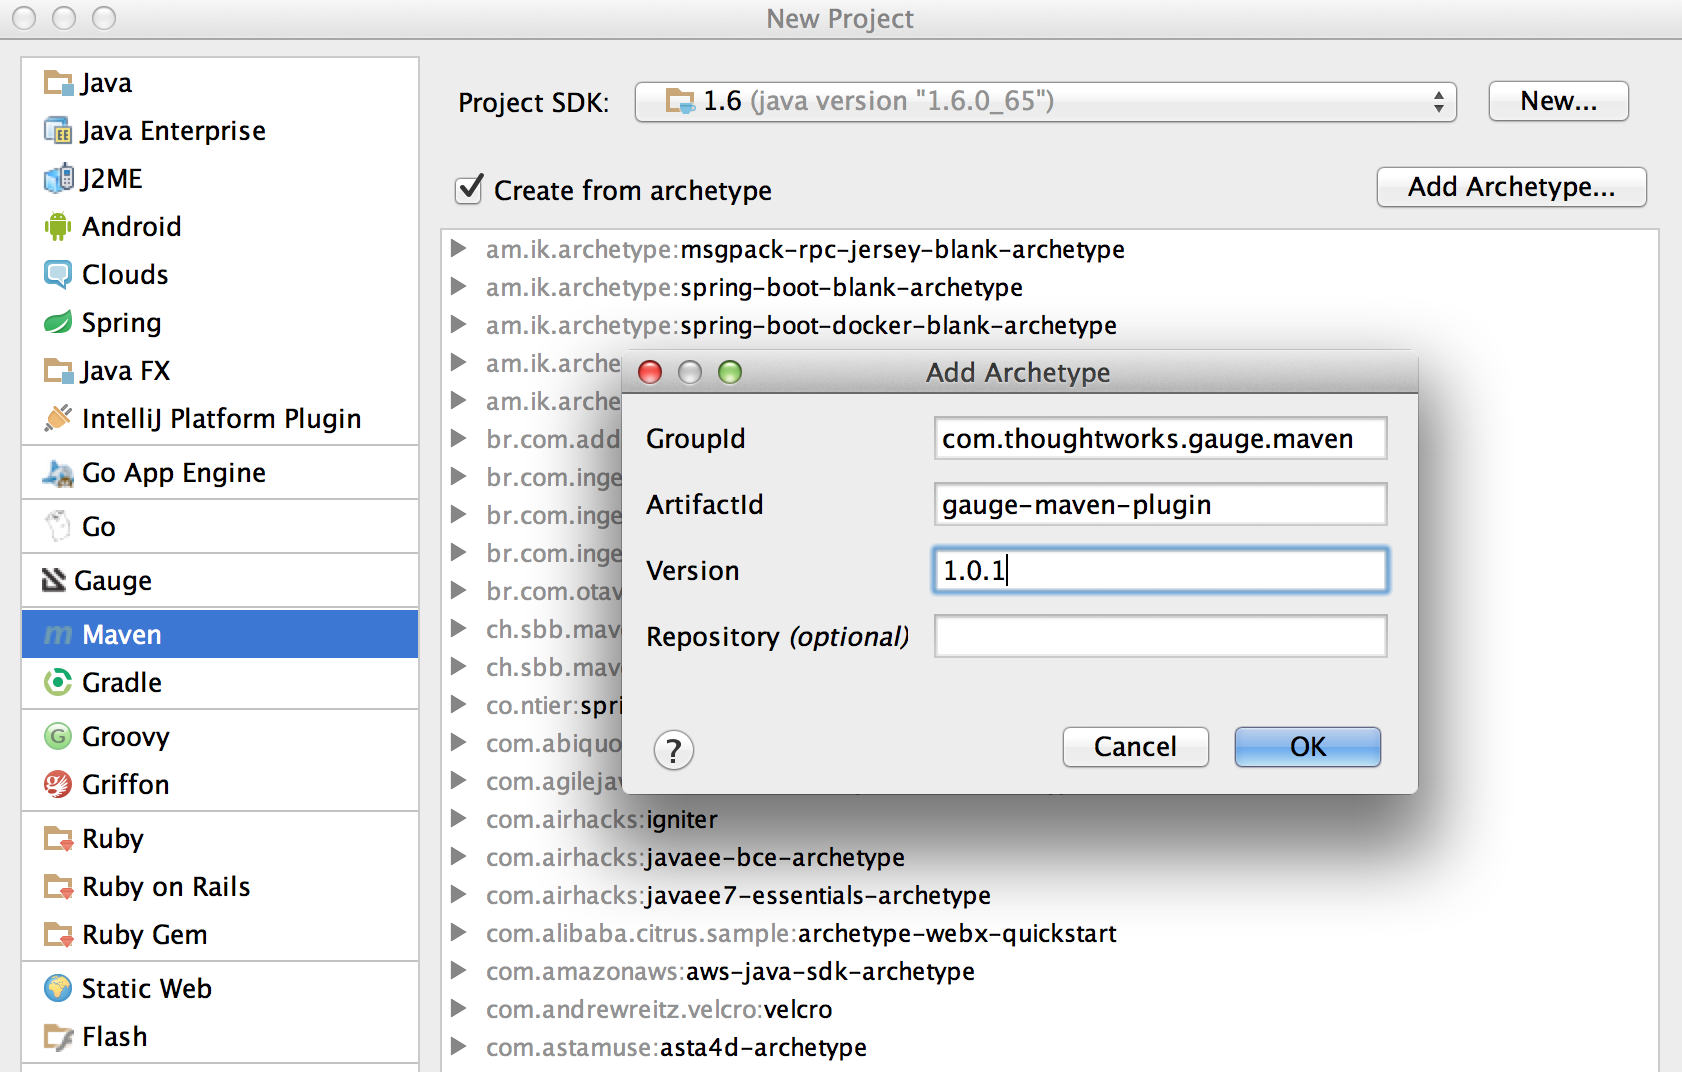 New Project
Java
Java Enterprise
J2ME
Android
Clouds
Spring
Java FX
IntelliJ Platform Plugin
Go App Engine
Go
Gauge
Maven
Gradle
Groovy
Griffon
Ruby
Ruby on Rails
Ruby Gem
Static Web
Flash
Project SDK: 1.6 (java version "1.6.0_65") New...
Create from archetype Add Archetype...
am.ik.archetype:msgpack-rpc-jersey-blank-archetype
am.ik.archetype:spring-boot-blank-archetype
am.ik.archetype:spring-boot-docker-blank-archetype
am.ik.arche
am.ik.arche
br.com.add
br.com.inge
br.com.inge
br.com.inge
br.com.otav
ch.sbb.mav
ch.sbb.mav
co.ntier:spri
com.abiquo
com.agilejav
com.airhacks:igniter
com.airhacks:javaee-bce-archetype
com.airhacks:javaee7-essentials-archetype
com.alibaba.citrus.sample:archetype-webx-quickstart
com.amazonaws:aws-java-sdk-archetype
com.andrewreitz.velcro:velcro
com.astamuse:asta4d-archetype
Add Archetype
GroupId com.thoughtworks.gauge.maven
ArtifactId gauge-maven-plugin
Version 1.0.1
Repository (optional)
? Cancel OK